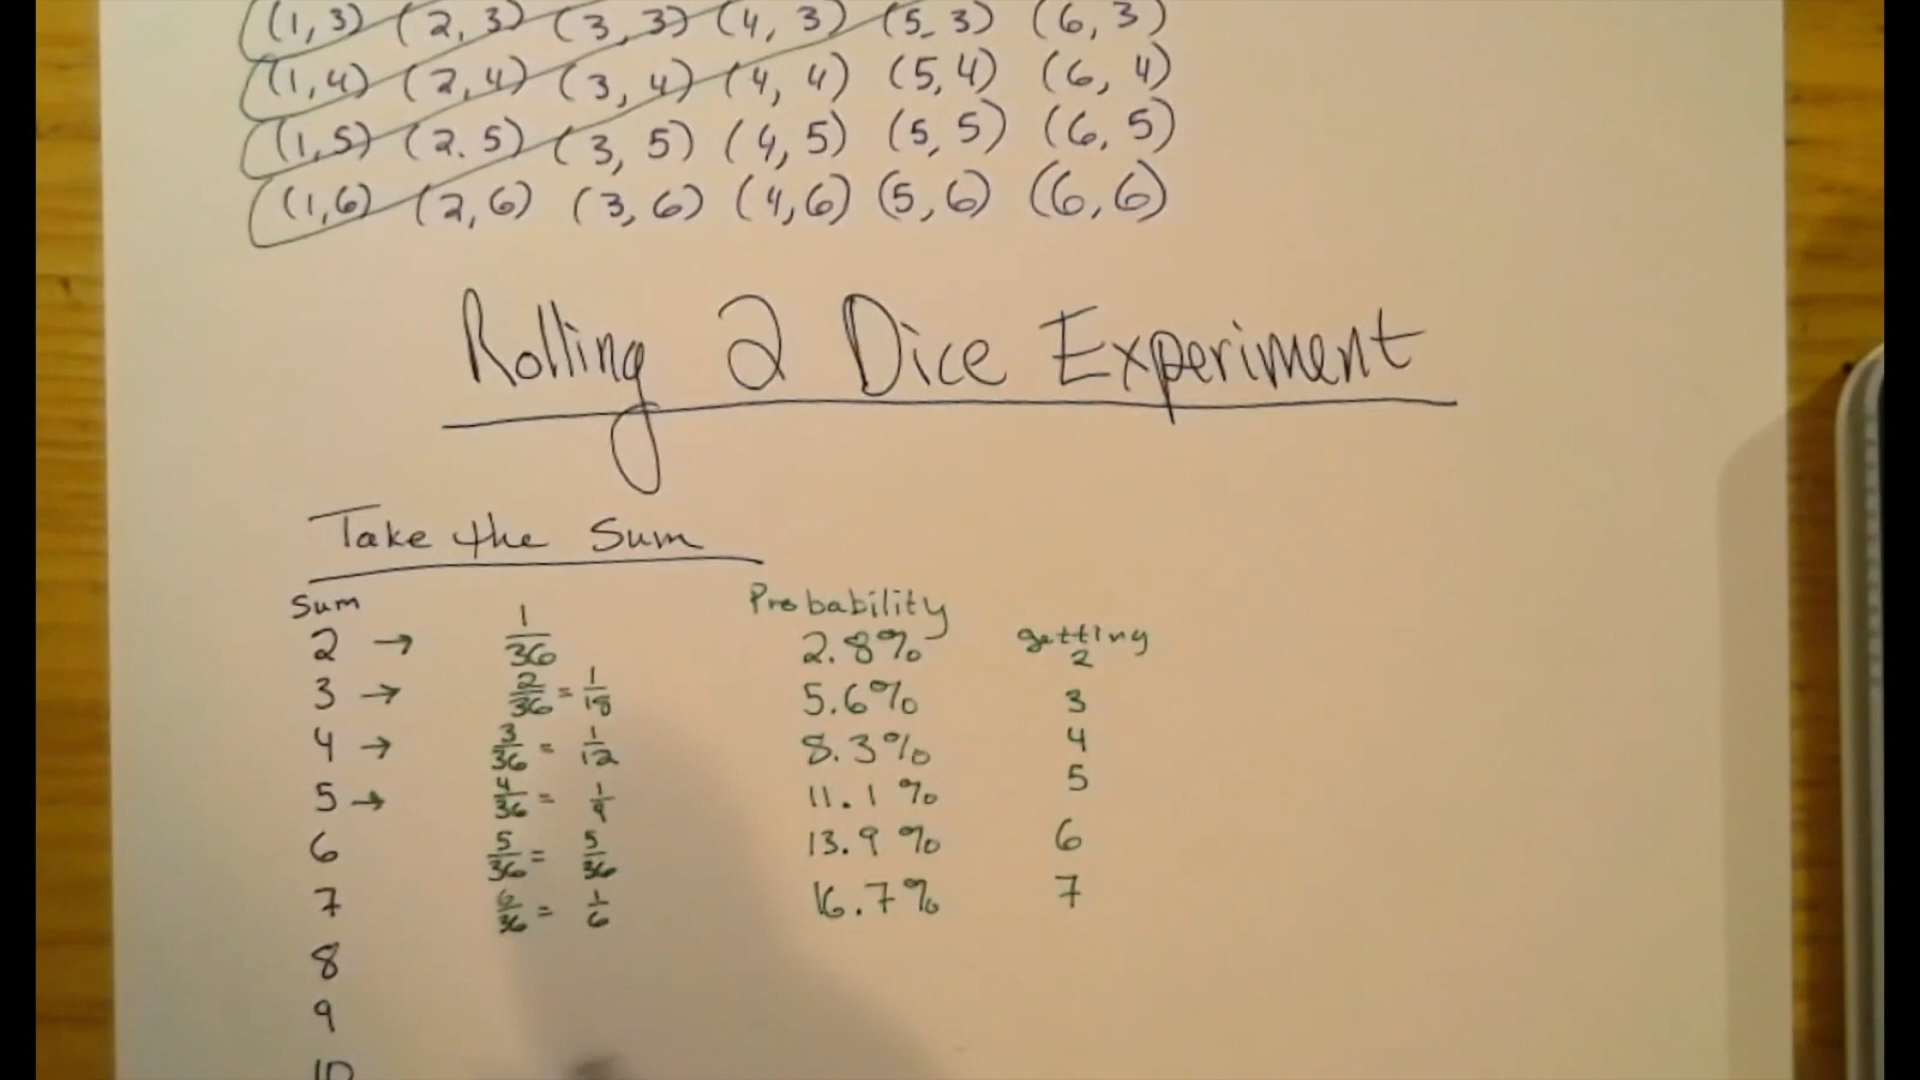 (1, 3) (2, 3) (3, 3) (4, 3) (5, 3) (6, 3)
(1, 4) (2, 4) (3, 4) (4, 4) (5, 4) (6, 4)
(1, 5) (2. 5) (3, 5) (4, 5) (5, 5) (6, 5)
(1, 6) (2, 6) (3, 6) (4, 6) (5, 6) (6, 6)
Rolling 2 Dice Experiment
Take the Sum
Sum Probability
2 → 1/36 2.8% getting 2
3 → 2/36 = 1/18 5.6% 3
4 → 3/36 = 1/12 8.3% 4
5 → 4/36 = 1/9 11.1% 5
6 5/36 = 5/36 13.9% 6
7 6/36 = 1/6 16.7% 7
8
9
10